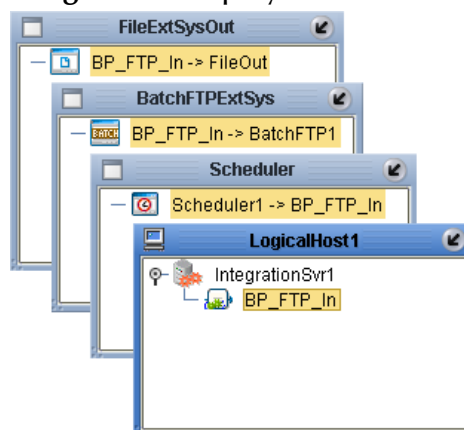 FileExtSysOut
BP_FTP_In -> FileOut
BatchFTPExtSys
BATCH BP_FTP_In -> BatchFTP1
Scheduler
Scheduler1 -> BP_FTP_In
LogicalHost1
IntegrationSvr1
BP_FTP_In